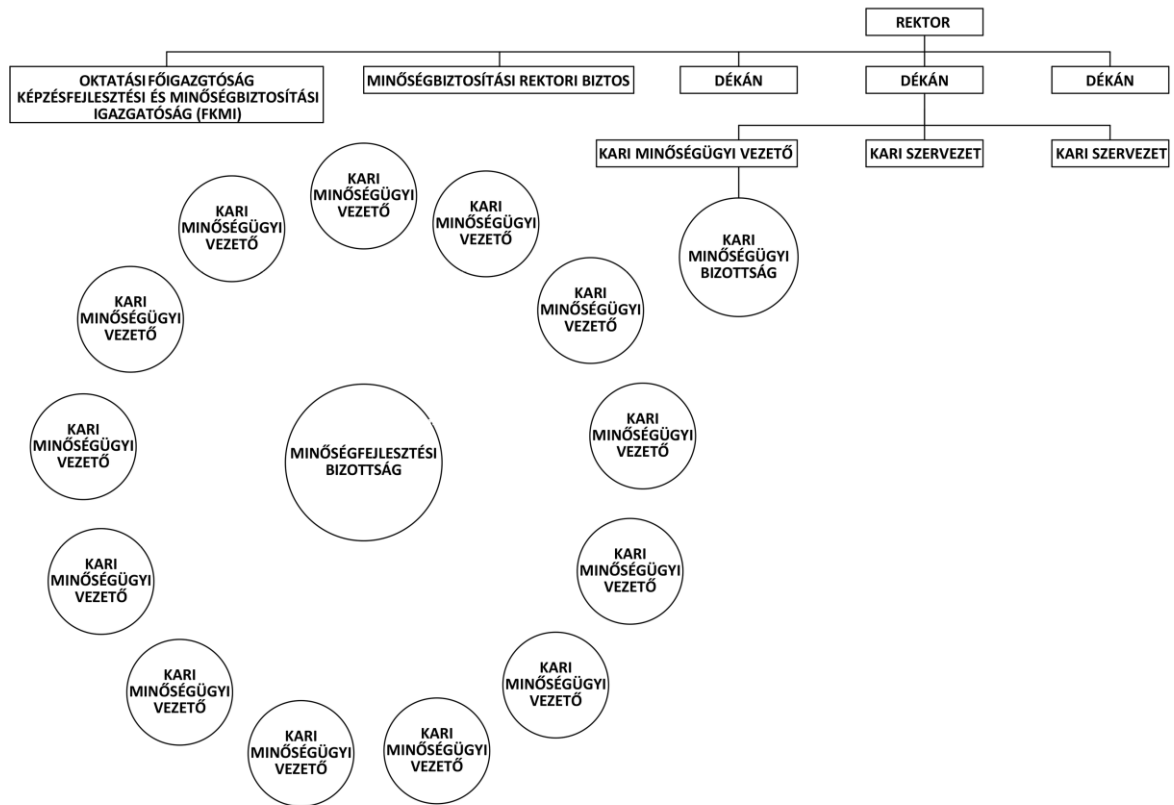 REKTOR
OKTATÁSI FŐIGAZGTÓSÁG
KÉPZÉSFEJLESZTÉSI ÉS MINŐSÉGBIZTOSÍTÁSI
IGAZGATÓSÁG (FKMI)
MINŐSÉGBIZTOSÍTÁSI REKTORI BIZTOS
DÉKÁN
DÉKÁN
DÉKÁN
KARI MINŐSÉGÜGYI VEZETŐ
KARI SZERVEZET
KARI SZERVEZET
KARI
MINŐSÉGÜGYI
BIZOTTSÁG
KARI
MINŐSÉGÜGYI
VEZETŐ
KARI
MINŐSÉGÜGYI
VEZETŐ
KARI
MINŐSÉGÜGYI
VEZETŐ
KARI
MINŐSÉGÜGYI
VEZETŐ
KARI
MINŐSÉGÜGYI
VEZETŐ
KARI
MINŐSÉGÜGYI
VEZETŐ
KARI
MINŐSÉGÜGYI
VEZETŐ
KARI
MINŐSÉGÜGYI
VEZETŐ
KARI
MINŐSÉGÜGYI
VEZETŐ
KARI
MINŐSÉGÜGYI
VEZETŐ
KARI
MINŐSÉGÜGYI
VEZETŐ
KARI
MINŐSÉGÜGYI
VEZETŐ
KARI
MINŐSÉGÜGYI
VEZETŐ
MINŐSÉGFEJLESZTÉSI
BIZOTTSÁG